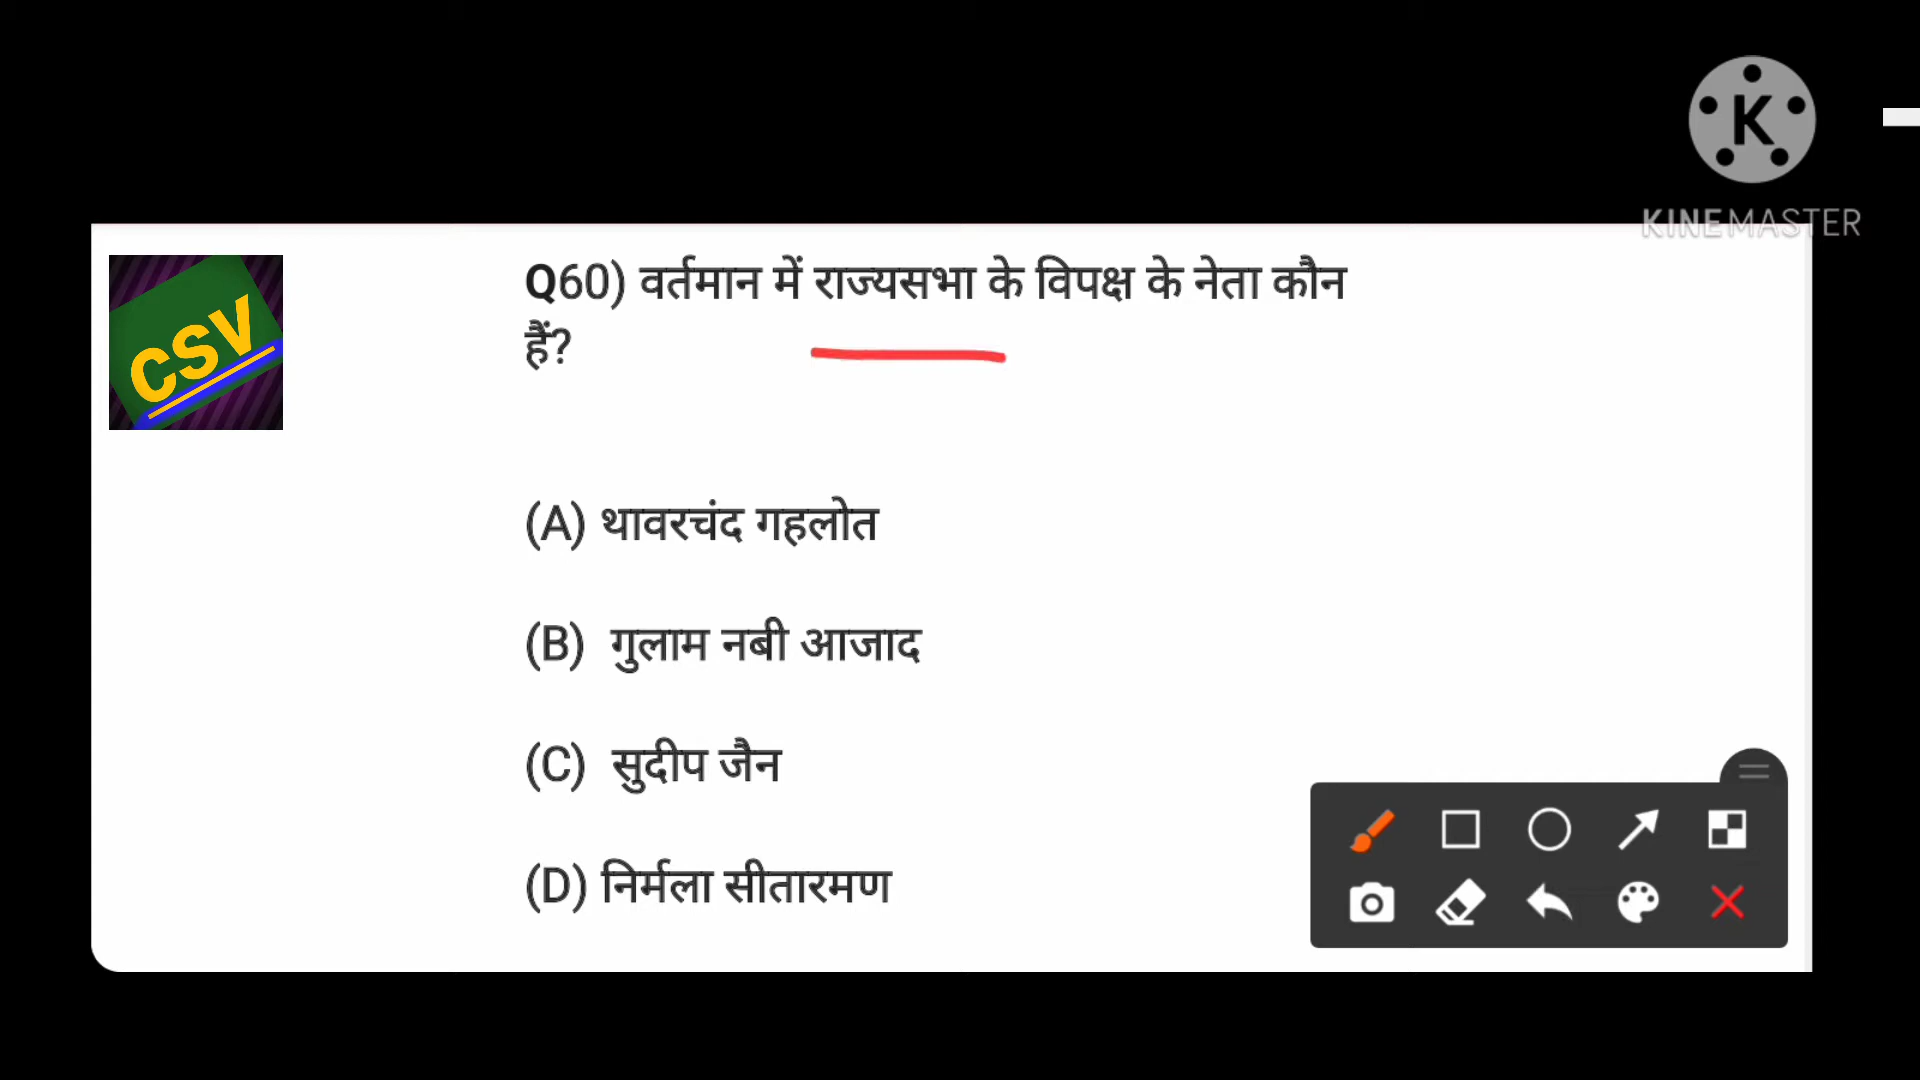 KINEMASTER
CSV
Q60) वर्तमान में राज्यसभा के विपक्ष के नेता कौन
हैं?
(A) थावरचंद गहलोत
(B) गुलाम नबी आजाद
(C) सुदीप जैन
(D) निर्मला सीतारमण